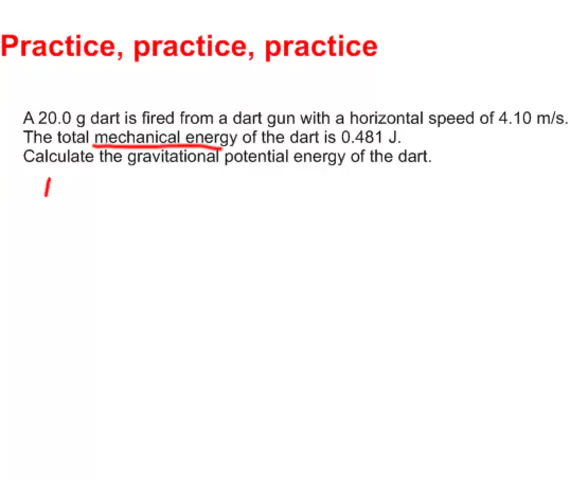 Practice, practice, practice
A 20.0 g dart is fired from a dart gun with a horizontal speed of 4.10 m/s.
The total mechanical energy of the dart is 0.481 J.
Calculate the gravitational potential energy of the dart.